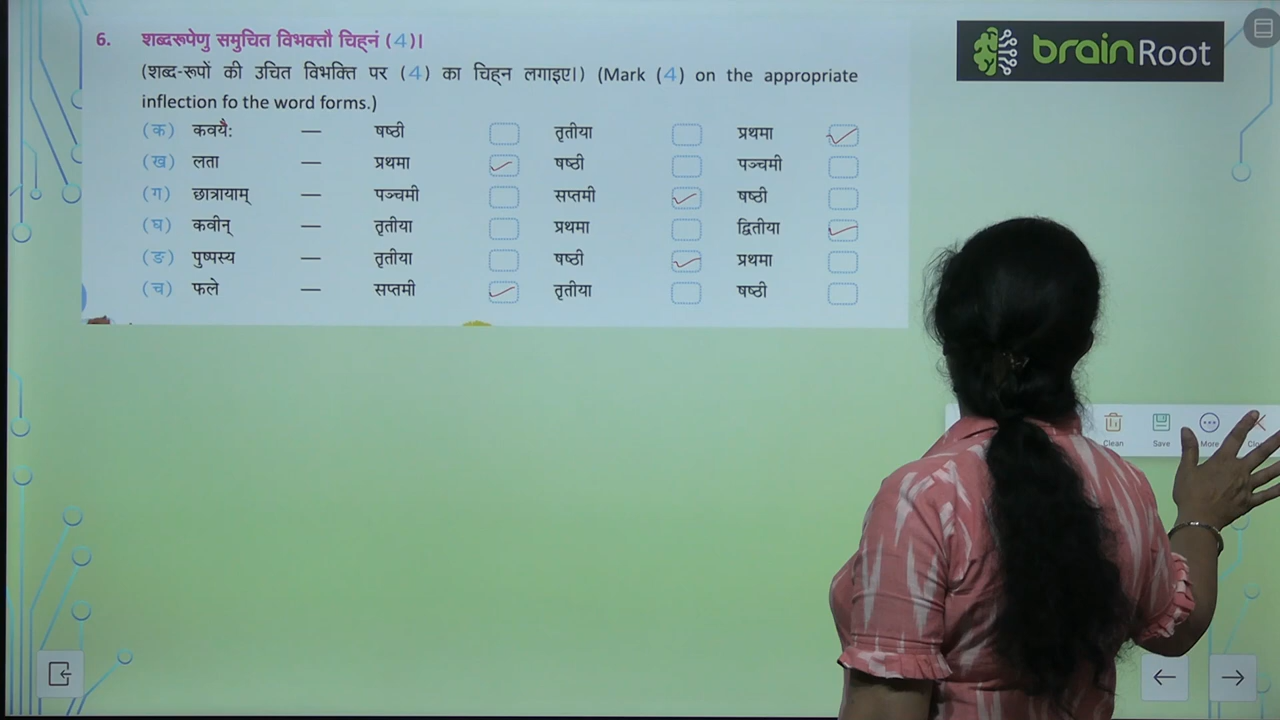 6. शब्दरूपेणु समुचित विभक्तौ चिह्नं (4)।
(शब्द-रूपों की उचित विभक्ति पर (4) का चिह्न लगाइए।) (Mark (4) on the appropriate
inflection fo the word forms.)
(क) कवयै: — षष्ठी तृतीया प्रथमा
(ख) लता — प्रथमा षष्ठी पञ्चमी
(ग) छात्रायाम् — पञ्चमी सप्तमी षष्ठी
(घ) कवीन् — तृतीया प्रथमा द्वितीया
(ङ) पुष्पस्य — तृतीया षष्ठी प्रथमा
(च) फले — सप्तमी तृतीया षष्ठी
brainRoot
Clean Save More